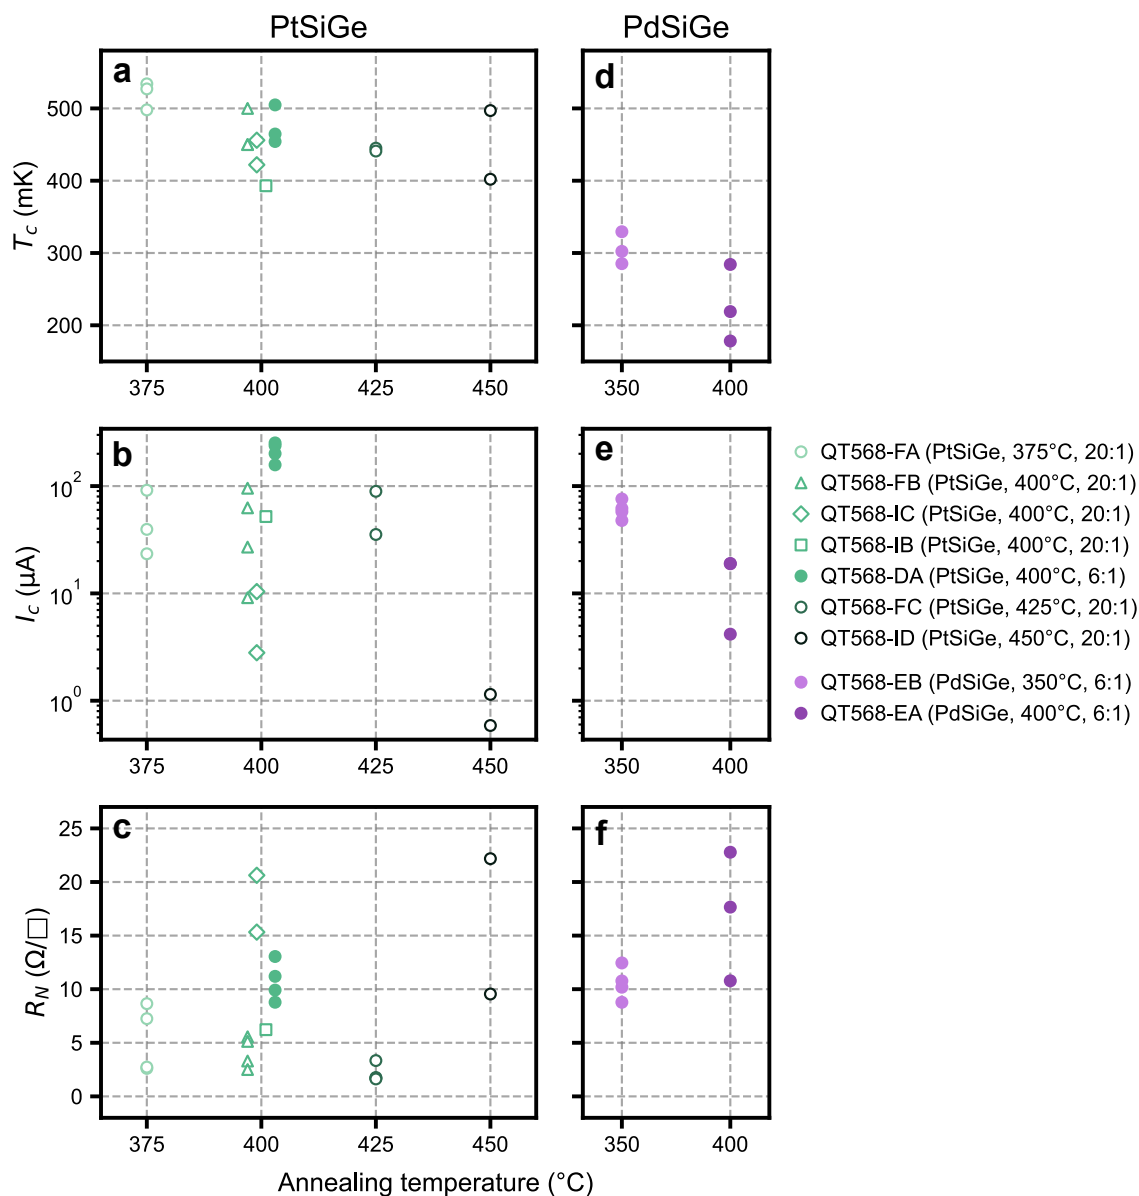 PtSiGe
PdSiGe
a
d
T_c (mK)
500
400
300
200
375
400
425
450
350
400
b
e
I_c (µA)
10^2
10^1
10^0
375
400
425
450
350
400
QT568-FA (PtSiGe, 375°C, 20:1)
QT568-FB (PtSiGe, 400°C, 20:1)
QT568-IC (PtSiGe, 400°C, 20:1)
QT568-IB (PtSiGe, 400°C, 20:1)
QT568-DA (PtSiGe, 400°C, 6:1)
QT568-FC (PtSiGe, 425°C, 20:1)
QT568-ID (PtSiGe, 450°C, 20:1)
QT568-EB (PdSiGe, 350°C, 6:1)
QT568-EA (PdSiGe, 400°C, 6:1)
c
f
R_N (Ω/□)
25
20
15
10
5
0
375
400
425
450
350
400
Annealing temperature (°C)